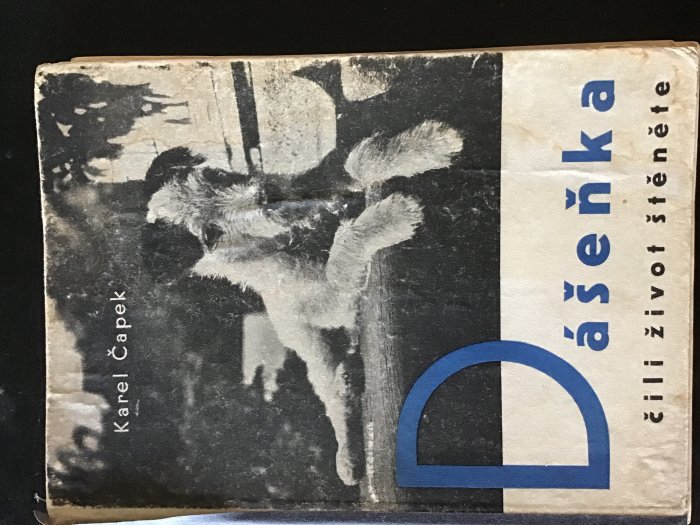 Karel Čapek
Dášeňka
čili život štěněte